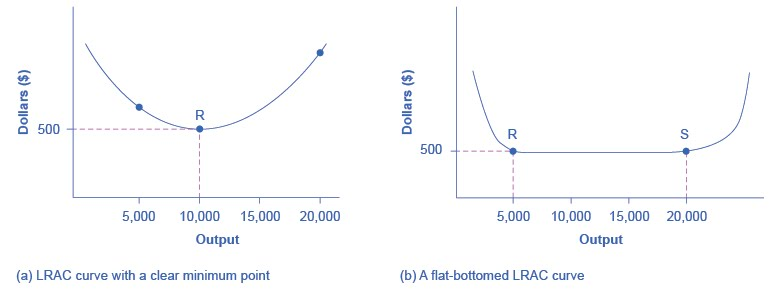 Dollars ($)
500
R
5,000 10,000 15,000 20,000
Output
(a) LRAC curve with a clear minimum point
Dollars ($)
500
R
S
5,000 10,000 15,000 20,000
Output
(b) A flat-bottomed LRAC curve